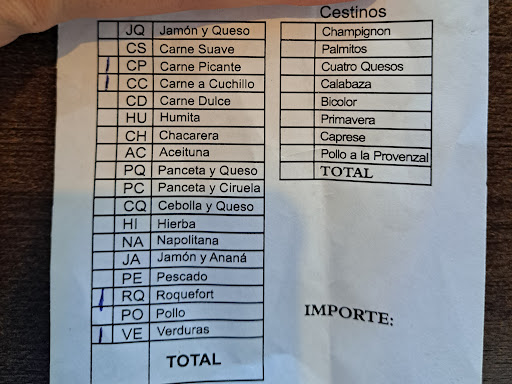 JQ Jamón y Queso
CS Carne Suave
CP Carne Picante
CC Carne a Cuchillo
CD Carne Dulce
HU Humita
CH Chacarera
AC Aceituna
PQ Panceta y Queso
PC Panceta y Ciruela
CQ Cebolla y Queso
HI Hierba
NA Napolitana
JA Jamón y Ananá
PE Pescado
RQ Roquefort
PO Pollo
VE Verduras
TOTAL
Cestinos
Champignon
Palmitos
Cuatro Quesos
Calabaza
Bicolor
Primavera
Caprese
Pollo a la Provenzal
TOTAL
IMPORTE: